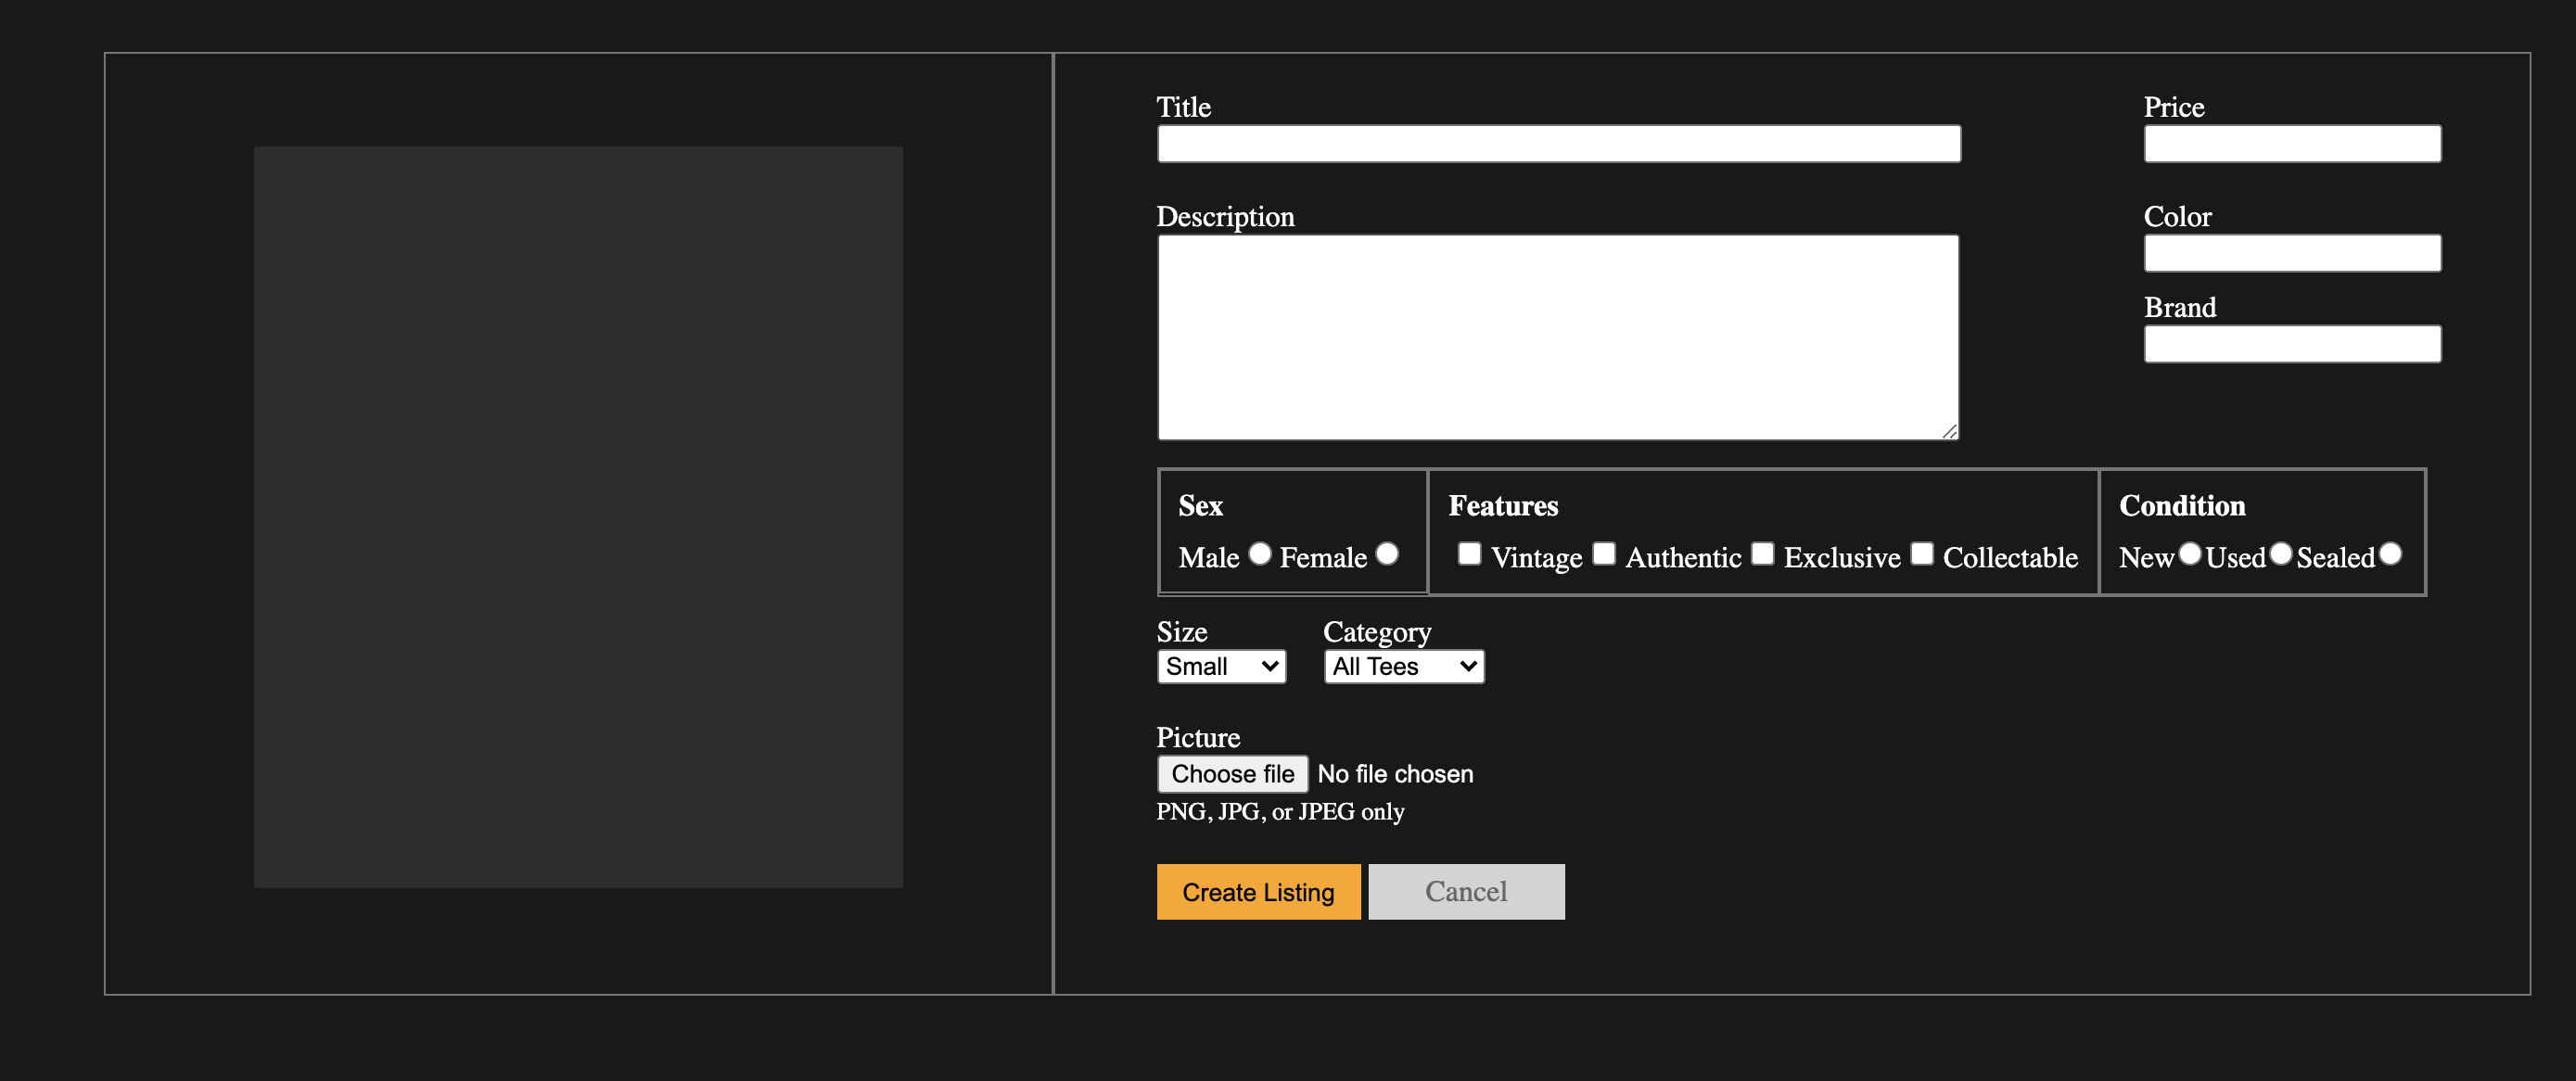 Title
Price
Description
Color
Brand
Sex
Features
Condition
Male Female
Vintage Authentic Exclusive Collectable
New Used Sealed
Size
Category
Small
All Tees
Picture
Choose file No file chosen
PNG, JPG, or JPEG only
Create Listing
Cancel